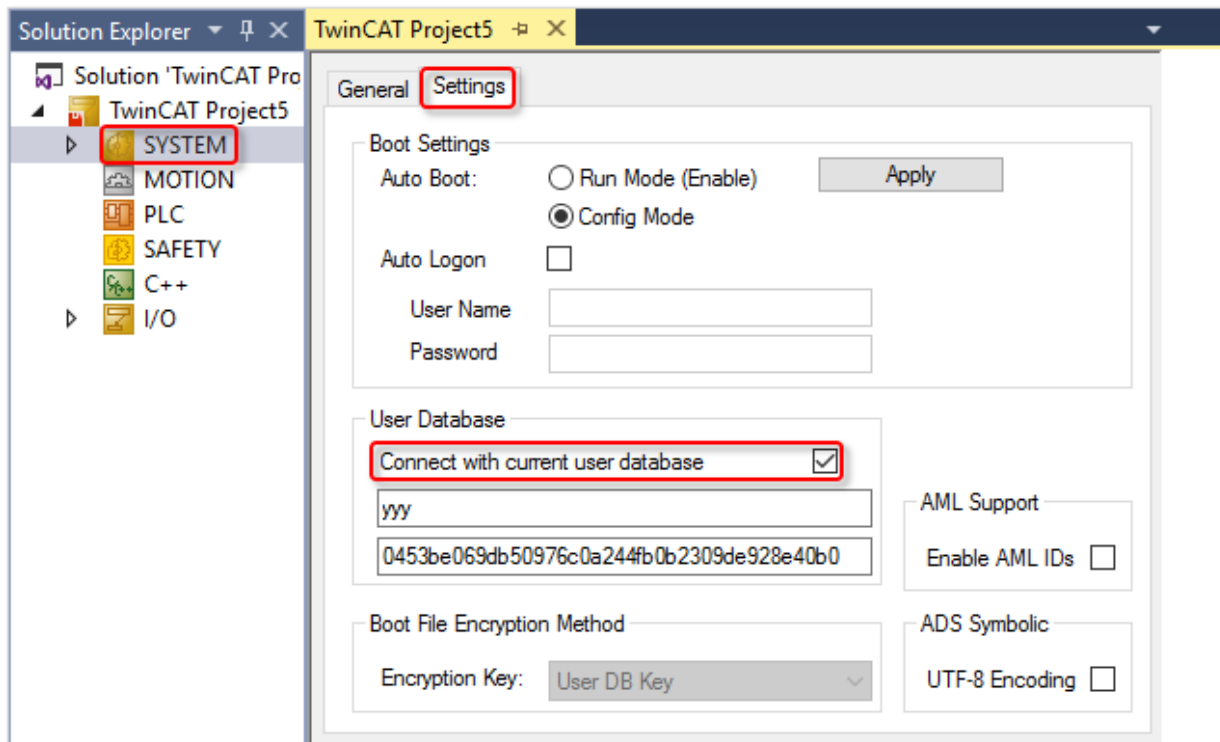 Solution Explorer
TwinCAT Project5
Solution 'TwinCAT Pro
TwinCAT Project5
SYSTEM
MOTION
PLC
SAFETY
C++
I/O
General
Settings
Boot Settings
Auto Boot:
Run Mode (Enable)
Apply
Config Mode
Auto Logon
User Name
Password
User Database
Connect with current user database
yyy
0453be069db50976c0a244fb0b2309de928e40b0
AML Support
Enable AML IDs
Boot File Encryption Method
Encryption Key:
User DB Key
ADS Symbolic
UTF-8 Encoding